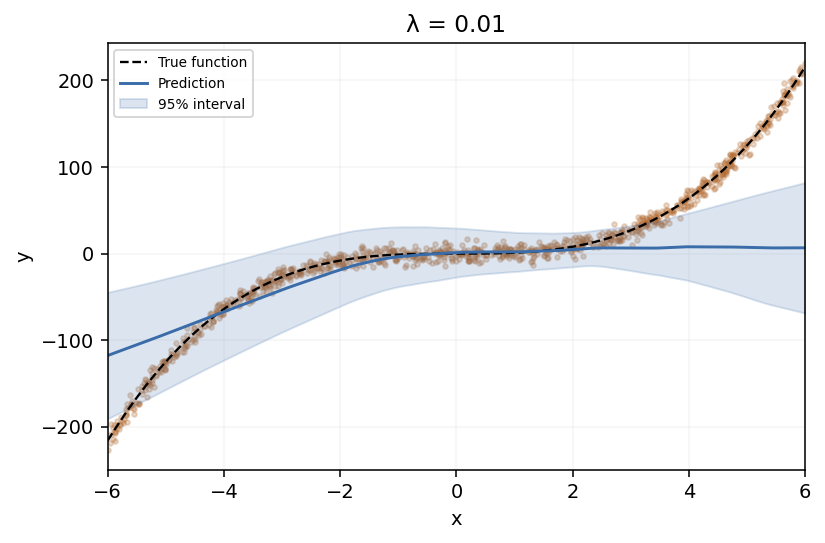 λ = 0.01
True function
Prediction
95% interval
200
100
0
−100
−200
y
−6 −4 −2 0 2 4 6
x